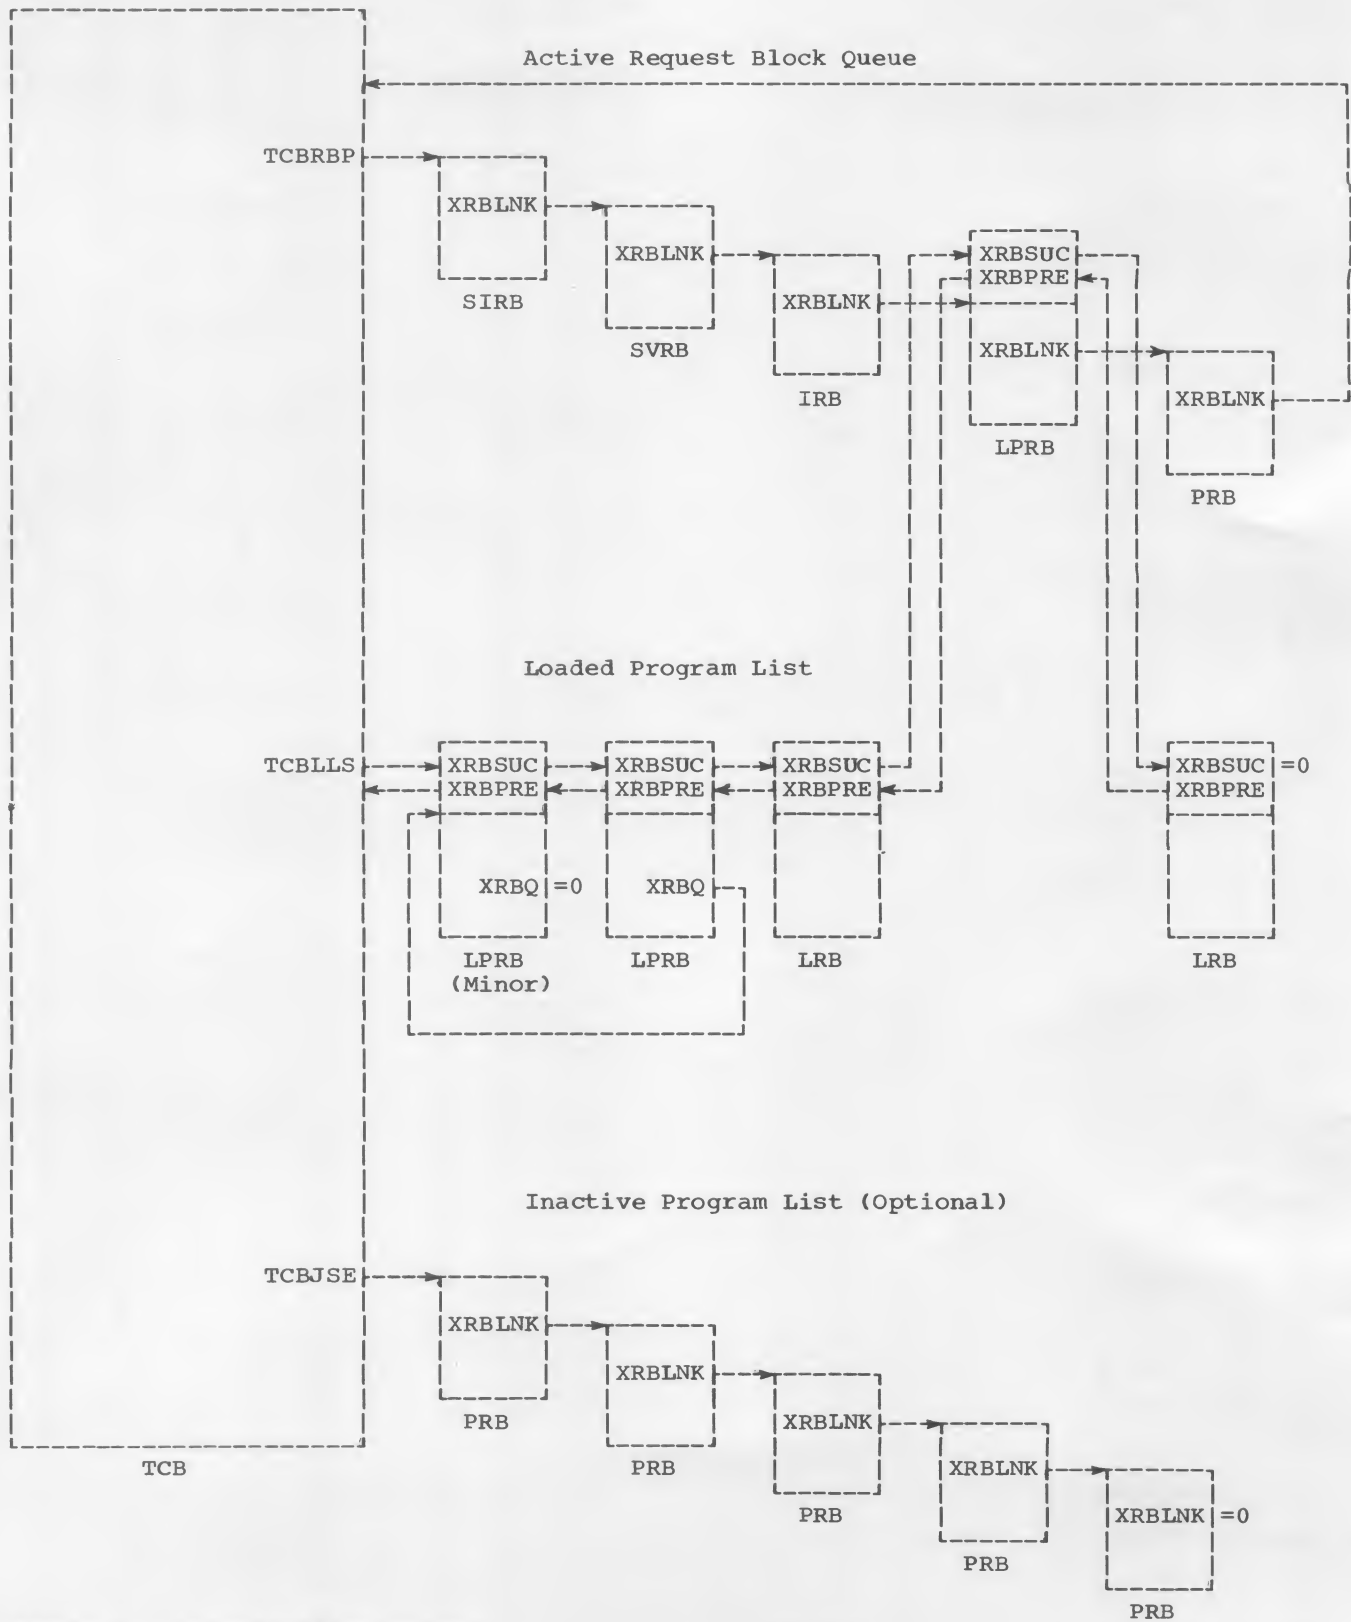 Active Request Block Queue
TCBRBP
XRBLNK
SIRB
XRBLNK
SVRB
XRBLNK
IRB
XRBSUC
XRBPRE
XRBLNK
LPRB
XRBLNK
PRB
Loaded Program List
TCBLLS
XRBSUC
XRBPRE
XRBQ =0
LPRB
(Minor)
XRBSUC
XRBPRE
XRBQ
LPRB
XRBSUC
XRBPRE
LRB
XRBSUC =0
XRBPRE
LRB
Inactive Program List (Optional)
TCBJSE
XRBLNK
PRB
XRBLNK
PRB
XRBLNK
PRB
XRBLNK
PRB
XRBLNK =0
PRB
TCB